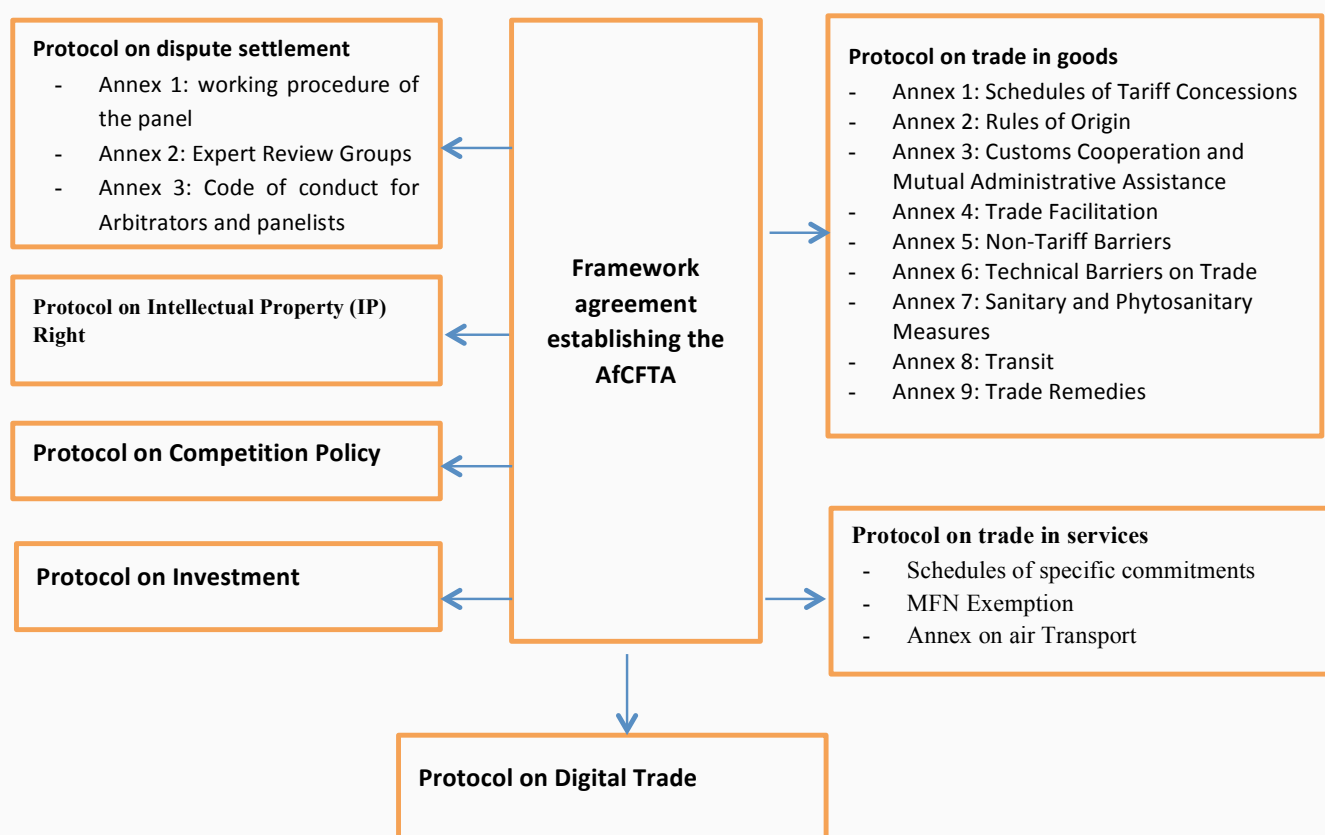 Protocol on dispute settlement
- Annex 1: working procedure of
the panel
- Annex 2: Expert Review Groups
- Annex 3: Code of conduct for
Arbitrators and panelists
Protocol on Intellectual Property (IP)
Right
Protocol on Competition Policy
Protocol on Investment
Framework
agreement
establishing the
AfCFTA
Protocol on trade in goods
- Annex 1: Schedules of Tariff Concessions
- Annex 2: Rules of Origin
- Annex 3: Customs Cooperation and
Mutual Administrative Assistance
- Annex 4: Trade Facilitation
- Annex 5: Non-Tariff Barriers
- Annex 6: Technical Barriers on Trade
- Annex 7: Sanitary and Phytosanitary
Measures
- Annex 8: Transit
- Annex 9: Trade Remedies
Protocol on trade in services
- Schedules of specific commitments
- MFN Exemption
- Annex on air Transport
Protocol on Digital Trade